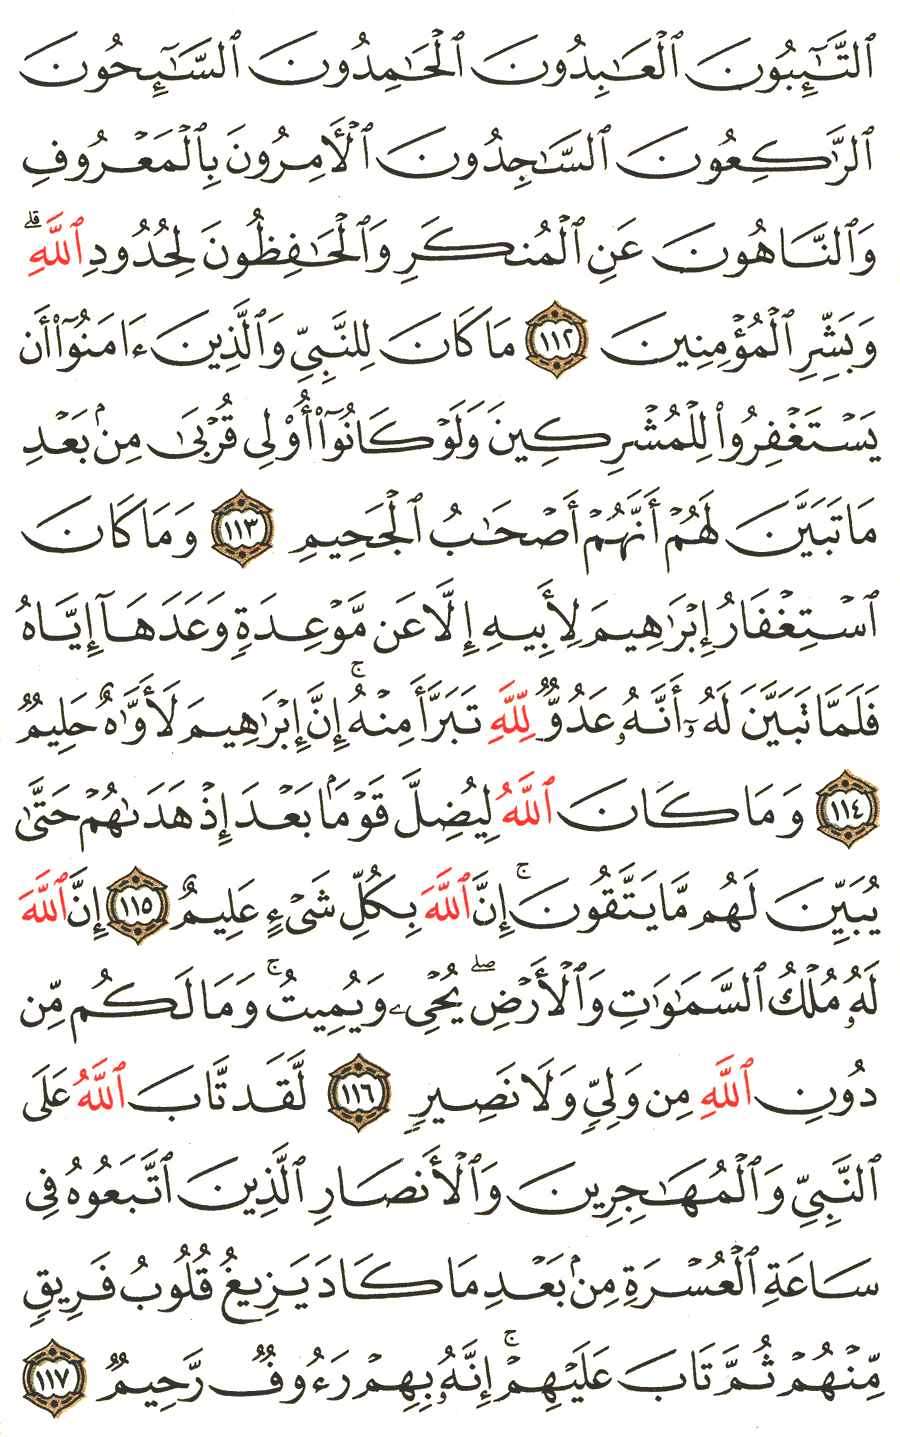 ٱلتَّـٰٓئِبُونَ ٱلْعَـٰبِدُونَ ٱلْحَـٰمِدُونَ ٱلسَّـٰٓئِحُونَ
ٱلرَّٰكِعُونَ ٱلسَّـٰجِدُونَ ٱلْـَٔامِرُونَ بِٱلْمَعْرُوفِ
وَٱلنَّاهُونَ عَنِ ٱلْمُنكَرِ وَٱلْحَـٰفِظُونَ لِحُدُودِ ٱللَّهِ ۗ
وَبَشِّرِ ٱلْمُؤْمِنِينَ ١١٢ مَا كَانَ لِلنَّبِىِّ وَٱلَّذِينَ ءَامَنُوٓا۟ أَن
يَسْتَغْفِرُوا۟ لِلْمُشْرِكِينَ وَلَوْ كَانُوٓا۟ أُو۟لِى قُرْبَىٰ مِنۢ بَعْدِ
مَا تَبَيَّنَ لَهُمْ أَنَّهُمْ أَصْحَـٰبُ ٱلْجَحِيمِ ١١٣ وَمَا كَانَ
ٱسْتِغْفَارُ إِبْرَٰهِيمَ لِأَبِيهِ إِلَّا عَن مَّوْعِدَةٍ وَعَدَهَآ إِيَّاهُ
فَلَمَّا تَبَيَّنَ لَهُۥٓ أَنَّهُۥ عَدُوٌّ لِّلَّهِ تَبَرَّأَ مِنْهُ ۚ إِنَّ إِبْرَٰهِيمَ لَأَوَّٰهٌ حَلِيمٌ
١١٤ وَمَا كَانَ ٱللَّهُ لِيُضِلَّ قَوْمًۢا بَعْدَ إِذْ هَدَىٰهُمْ حَتَّىٰ
يُبَيِّنَ لَهُم مَّا يَتَّقُونَ ۚ إِنَّ ٱللَّهَ بِكُلِّ شَىْءٍ عَلِيمٌ ١١٥ إِنَّ ٱللَّهَ
لَهُۥ مُلْكُ ٱلسَّمَـٰوَٰتِ وَٱلْأَرْضِ ۖ يُحْىِۦ وَيُمِيتُ ۚ وَمَا لَكُم مِّن
دُونِ ٱللَّهِ مِن وَلِىٍّ وَلَا نَصِيرٍ ١١٦ لَّقَد تَّابَ ٱللَّهُ عَلَى
ٱلنَّبِىِّ وَٱلْمُهَـٰجِرِينَ وَٱلْأَنصَارِ ٱلَّذِينَ ٱتَّبَعُوهُ فِى
سَاعَةِ ٱلْعُسْرَةِ مِنۢ بَعْدِ مَا كَادَ يَزِيغُ قُلُوبُ فَرِيقٍ
مِّنْهُمْ ثُمَّ تَابَ عَلَيْهِمْ ۚ إِنَّهُۥ بِهِمْ رَءُوفٌ رَّحِيمٌ ١١٧